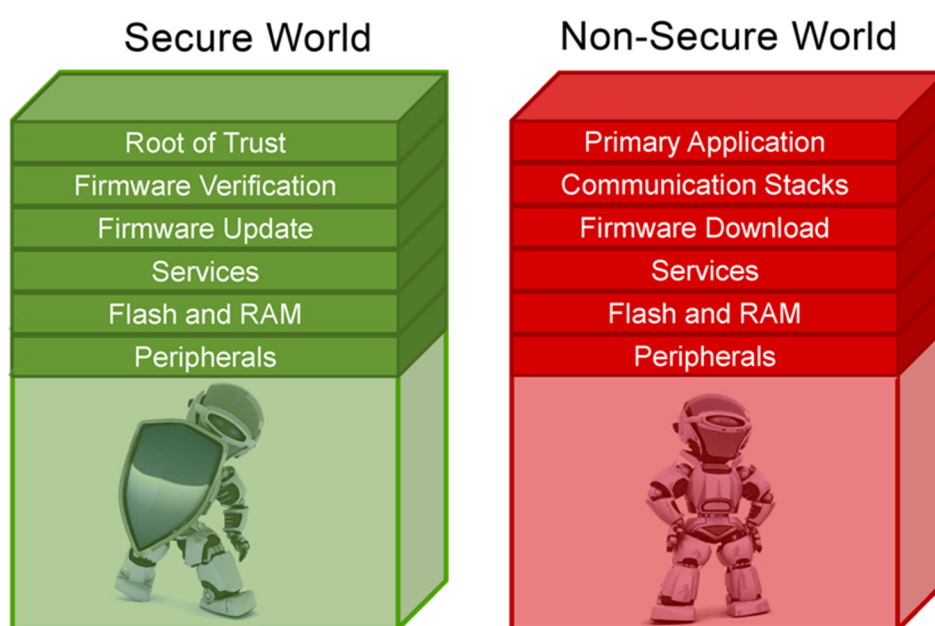 Secure World
Root of Trust
Firmware Verification
Firmware Update
Services
Flash and RAM
Peripherals
Non-Secure World
Primary Application
Communication Stacks
Firmware Download
Services
Flash and RAM
Peripherals